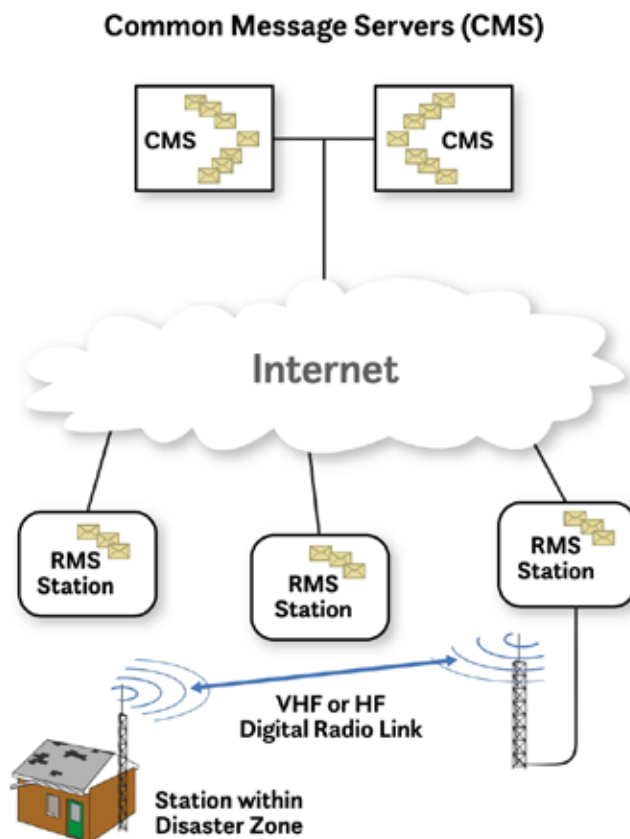 Common Message Servers (CMS)
CMS
CMS
Internet
RMS
Station
RMS
Station
RMS
Station
VHF or HF
Digital Radio Link
Station within
Disaster Zone